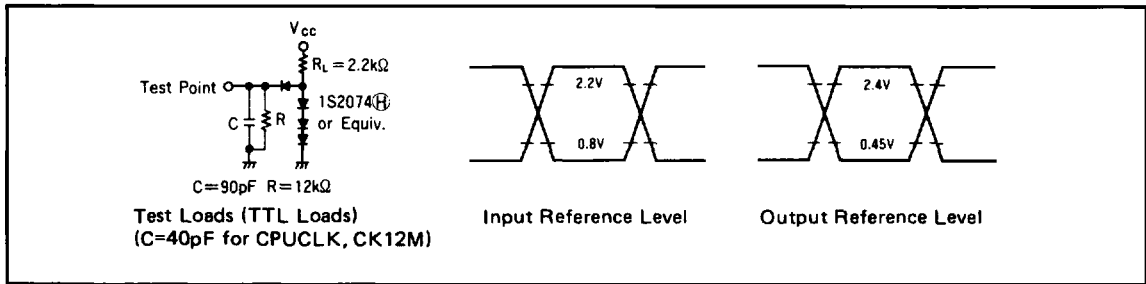 Vcc
RL=2.2kΩ
Test Point
1S2074Ⓗ
or Equiv.
C
R
C=90pF R=12kΩ
Test Loads (TTL Loads)
(C=40pF for CPUCLK, CK12M)
2.2V
0.8V
Input Reference Level
2.4V
0.45V
Output Reference Level